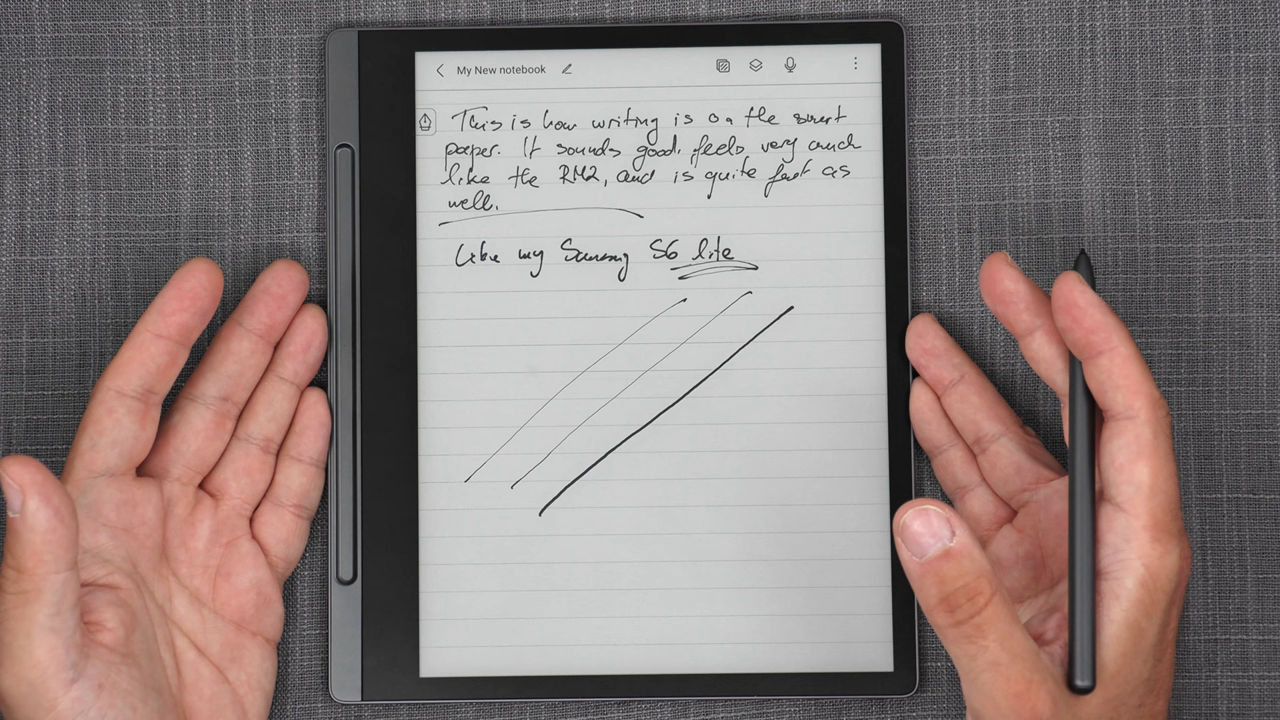 My New notebook
This is how writing is on the smart
paper. It sounds good, feels very much
like the RM2, and is quite fast as
well.
Like my S6 lite